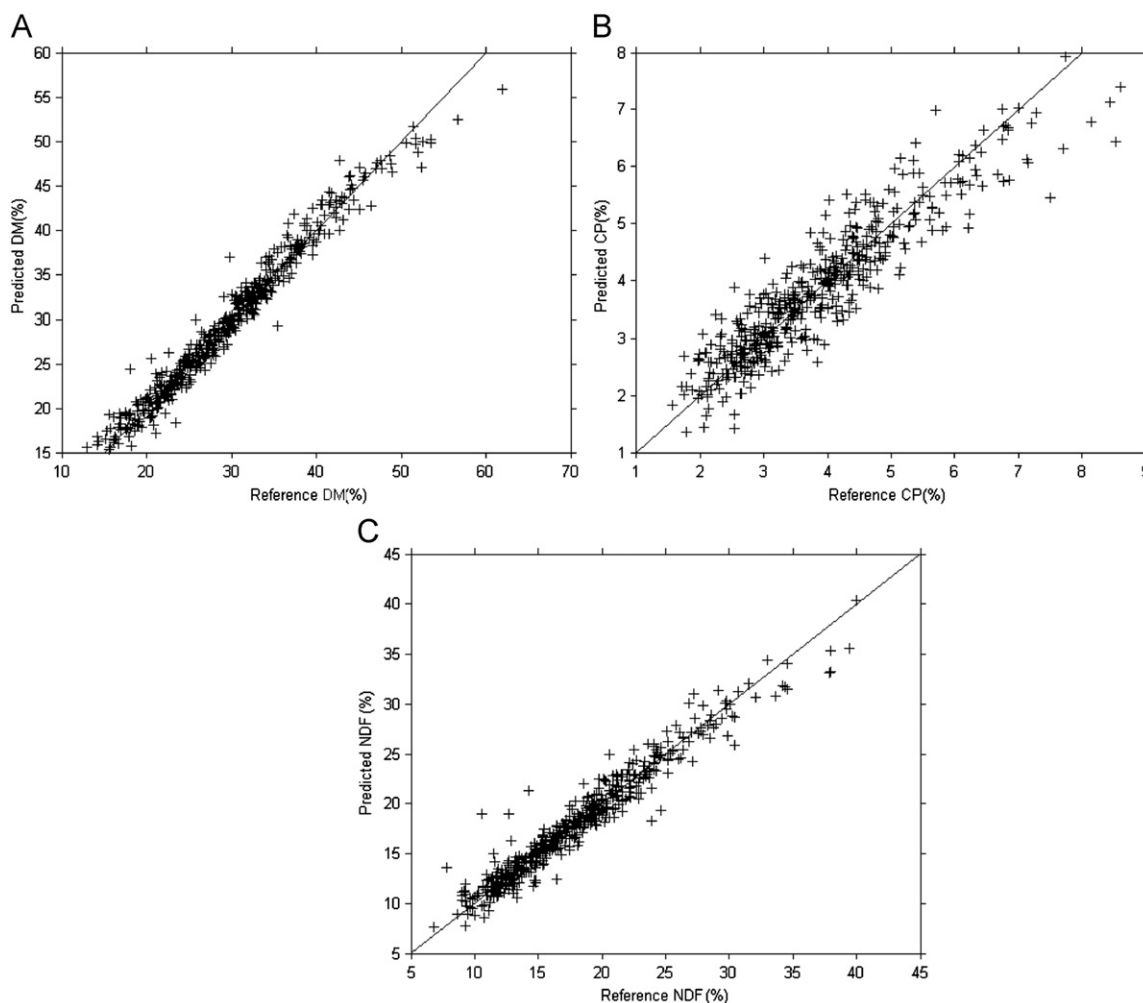 A
60
55
50
45
40
35
30
25
20
15
10 20 30 40 50 60 70
Predicted DM(%)
Reference DM(%)
B
8
7
6
5
4
3
2
1
1 2 3 4 5 6 7 8 9
Predicted CP(%)
Reference CP(%)
C
45
40
35
30
25
20
15
10
5
5 10 15 20 25 30 35 40 45
Predicted NDF (%)
Reference NDF (%)